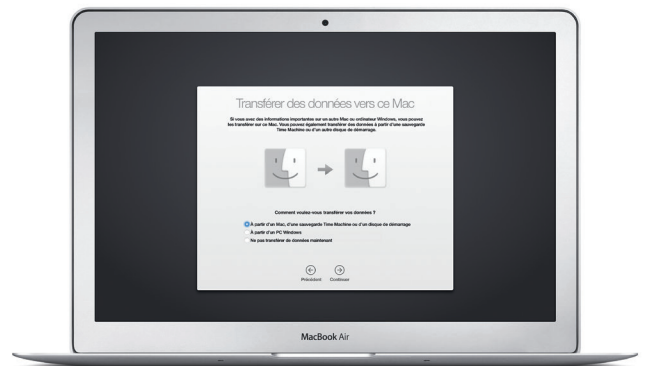 Transférer des données vers ce Mac
Si vous avez des informations importantes sur un autre Mac ou ordinateur Windows, vous pouvez
les transférer sur ce Mac. Vous pouvez également transférer des données à partir d'une sauvegarde
Time Machine ou d'un autre disque de démarrage.
Comment voulez-vous transférer vos données ?
À partir d'un Mac, d'une sauvegarde Time Machine ou d'un disque de démarrage
À partir d'un PC Windows
Ne pas transférer de données maintenant
Précédent Continuer
MacBook Air